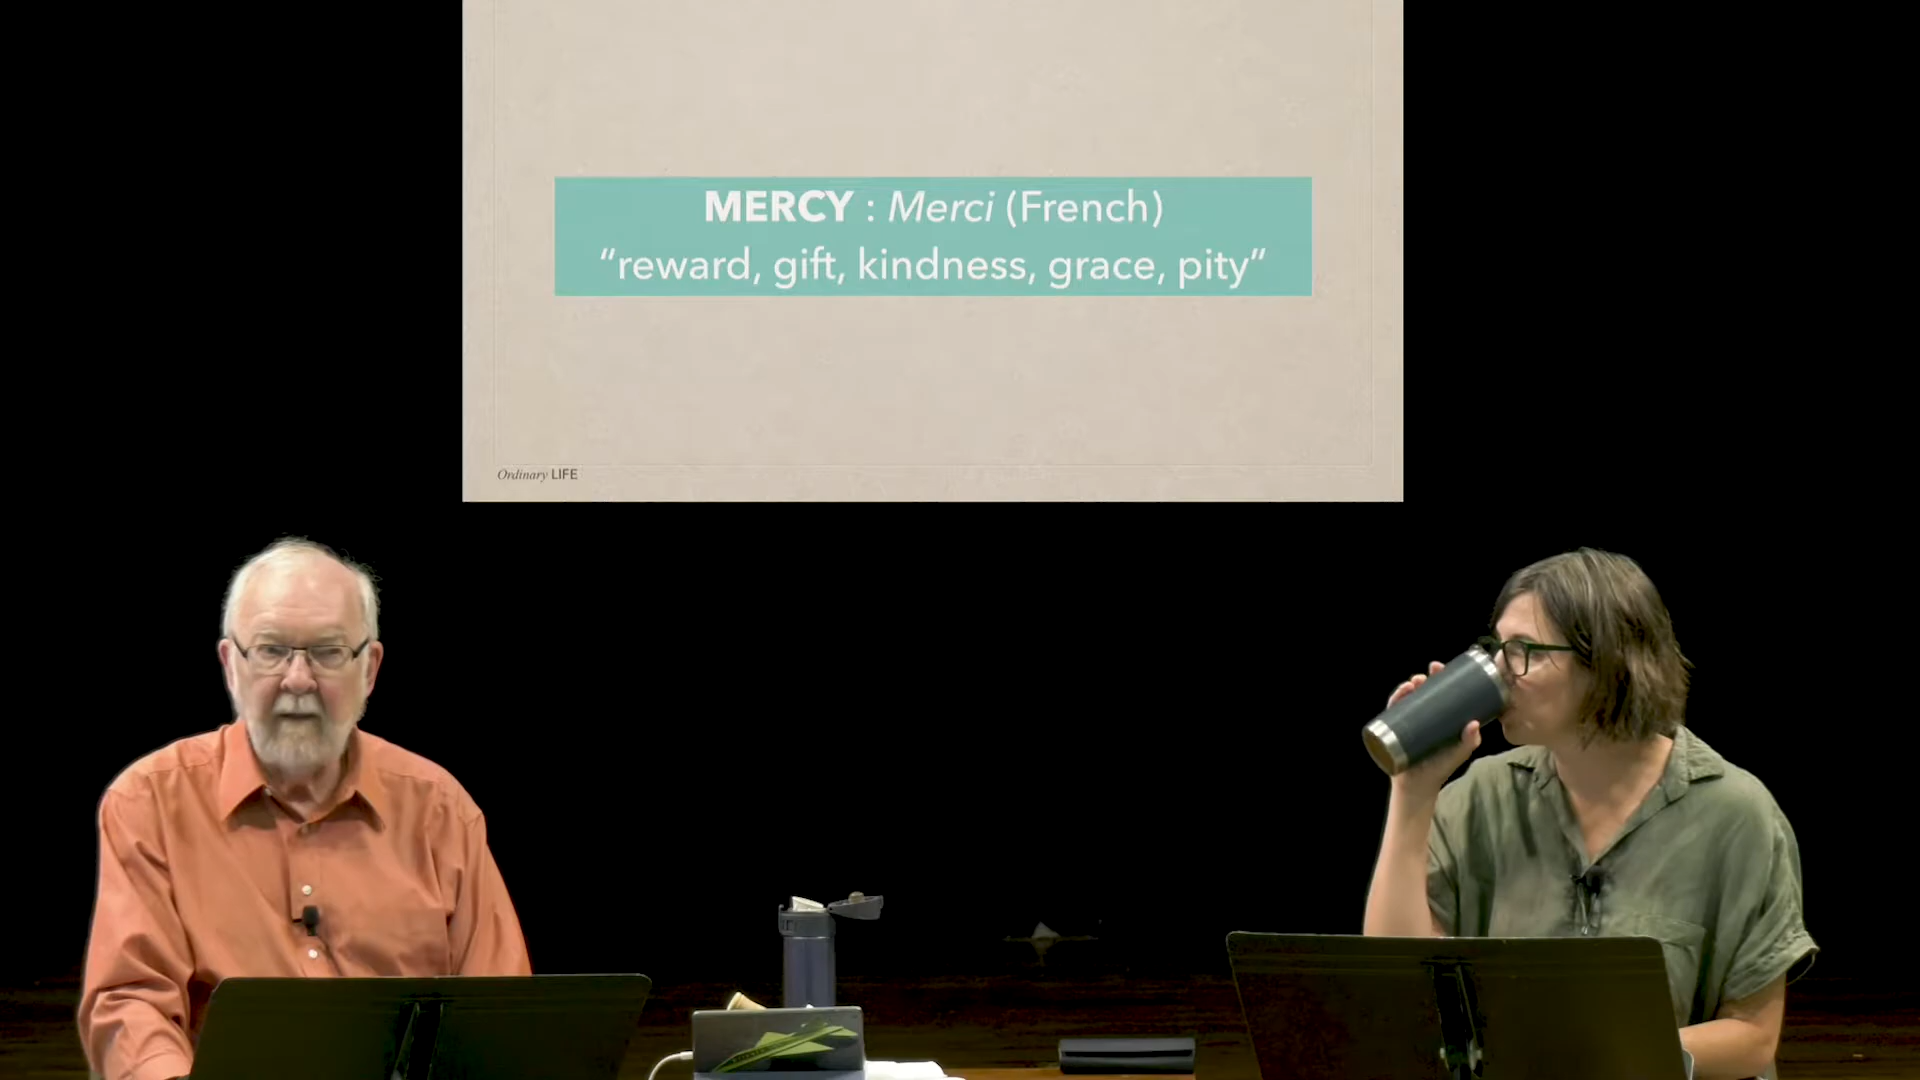 MERCY : Merci (French)
“reward, gift, kindness, grace, pity”
Ordinary LIFE